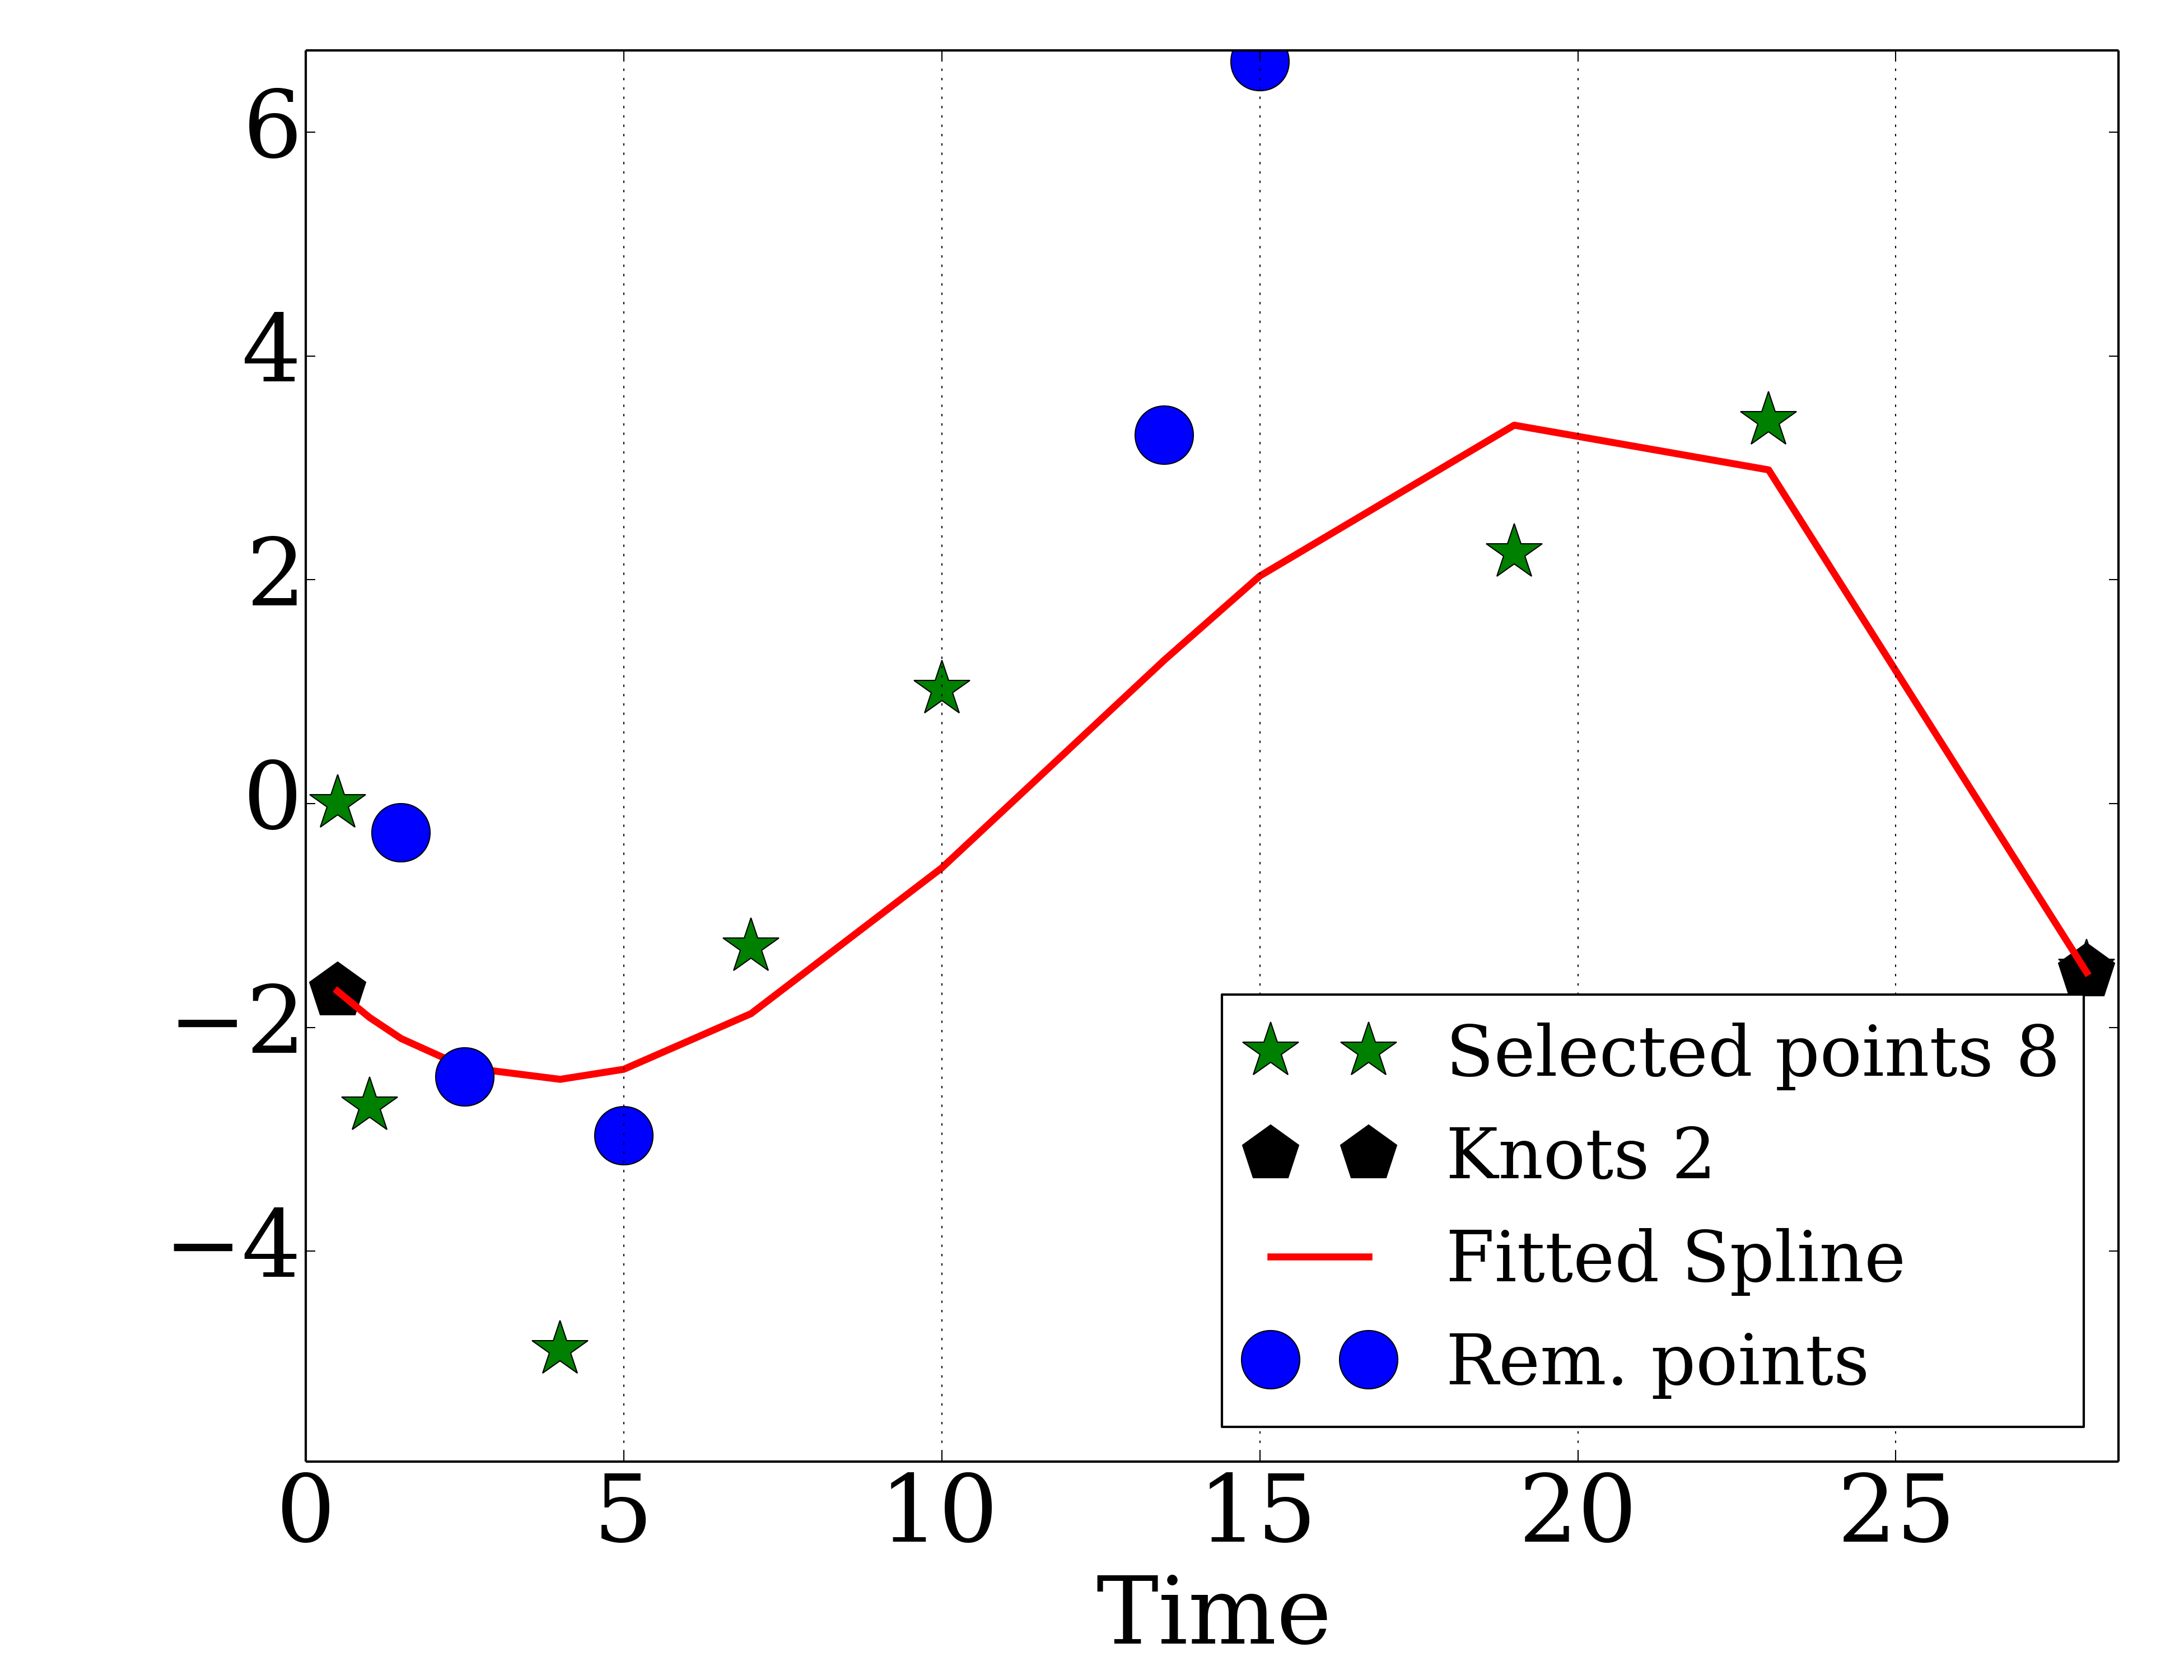 6
4
2
0
−2
−4
0 5 10 15 20 25
Time
Selected points 8
Knots 2
Fitted Spline
Rem. points